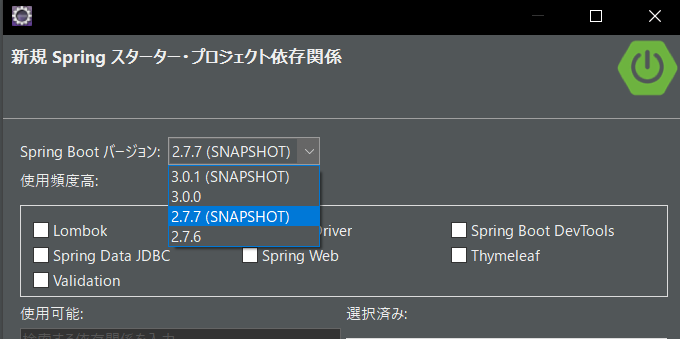 新規 Spring スターター・プロジェクト依存関係
Spring Boot バージョン: 2.7.7 (SNAPSHOT)
3.0.1 (SNAPSHOT)
3.0.0
2.7.7 (SNAPSHOT)
2.7.6
使用頻度高:
Lombok river Spring Boot DevTools
Spring Data JDBC Spring Web Thymeleaf
Validation
使用可能: 選択済み: